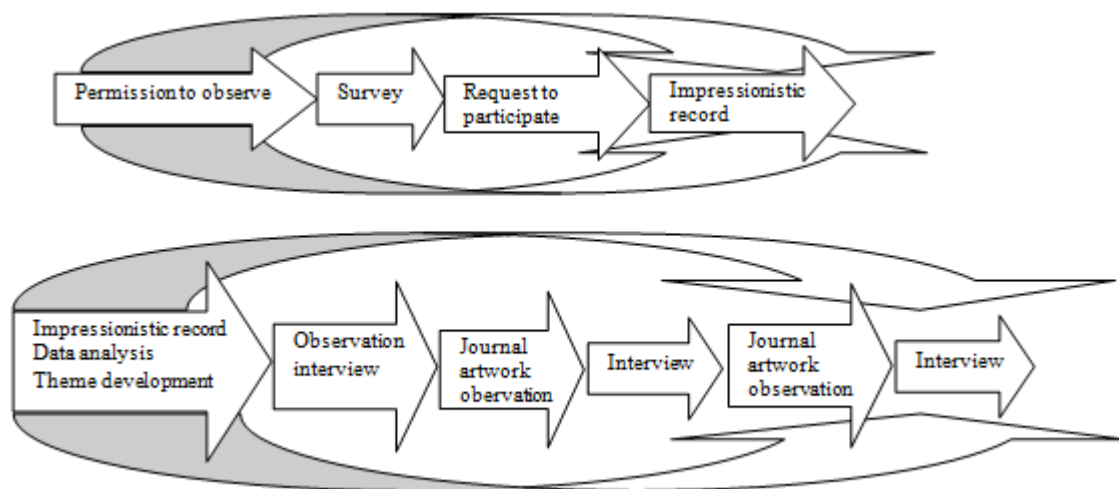 Permission to observe
Survey
Request to
participate
Impressionistic
record
Impressionistic record
Data analysis
Theme development
Observation
interview
Journal
artwork
obervation
Interview
Journal
artwork
observation
Interview